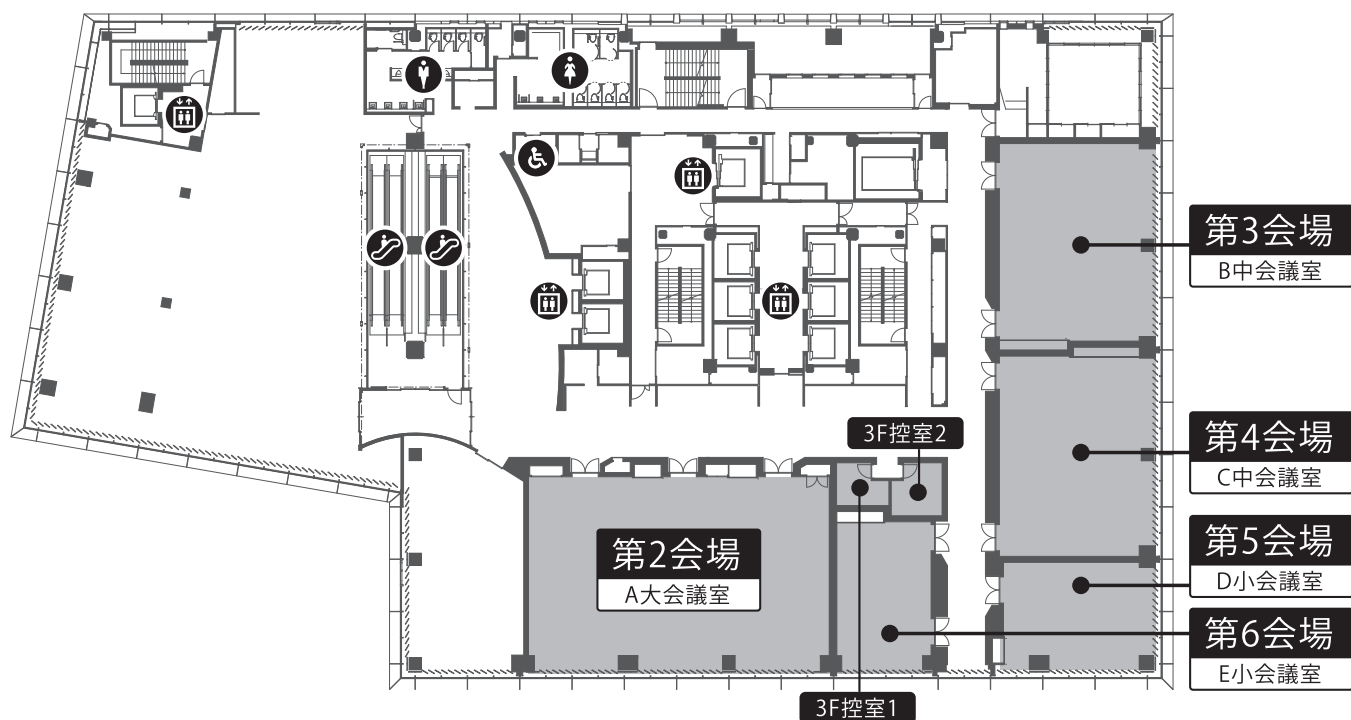 第3会場
B中会議室
3F控室2
第4会場
C中会議室
第5会場
D小会議室
第2会場
A大会議室
第6会場
E小会議室
3F控室1